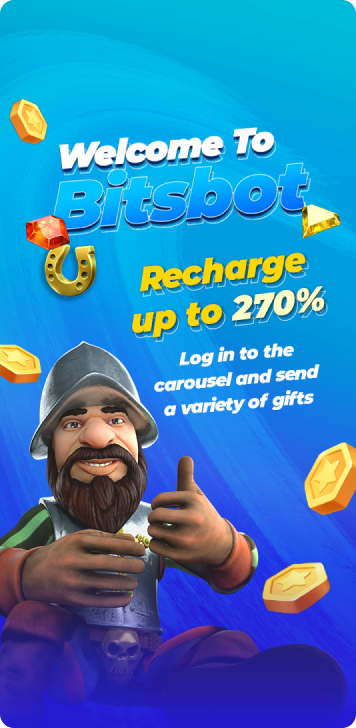 Welcome To
Bitsbot
Recharge
up to 270%
Log in to the
carousel and send
a variety of gifts